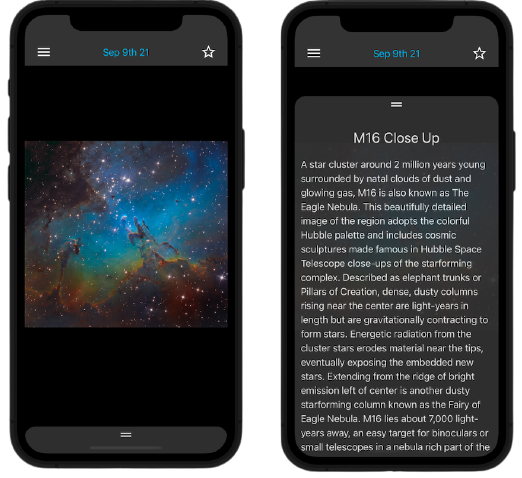 Sep 9th 21
Sep 9th 21
M16 Close Up
A star cluster around 2 million years young
surrounded by natal clouds of dust and
glowing gas, M16 is also known as The
Eagle Nebula. This beautifully detailed
image of the region adopts the colorful
Hubble palette and includes cosmic
sculptures made famous in Hubble Space
Telescope close-ups of the starforming
complex. Described as elephant trunks or
Pillars of Creation, dense, dusty columns
rising near the center are light-years in
length but are gravitationally contracting to
form stars. Energetic radiation from the
cluster stars erodes material near the tips,
eventually exposing the embedded new
stars. Extending from the ridge of bright
emission left of center is another dusty
starforming column known as the Fairy of
Eagle Nebula. M16 lies about 7,000 light-
years away, an easy target for binoculars or
small telescopes in a nebula rich part of the